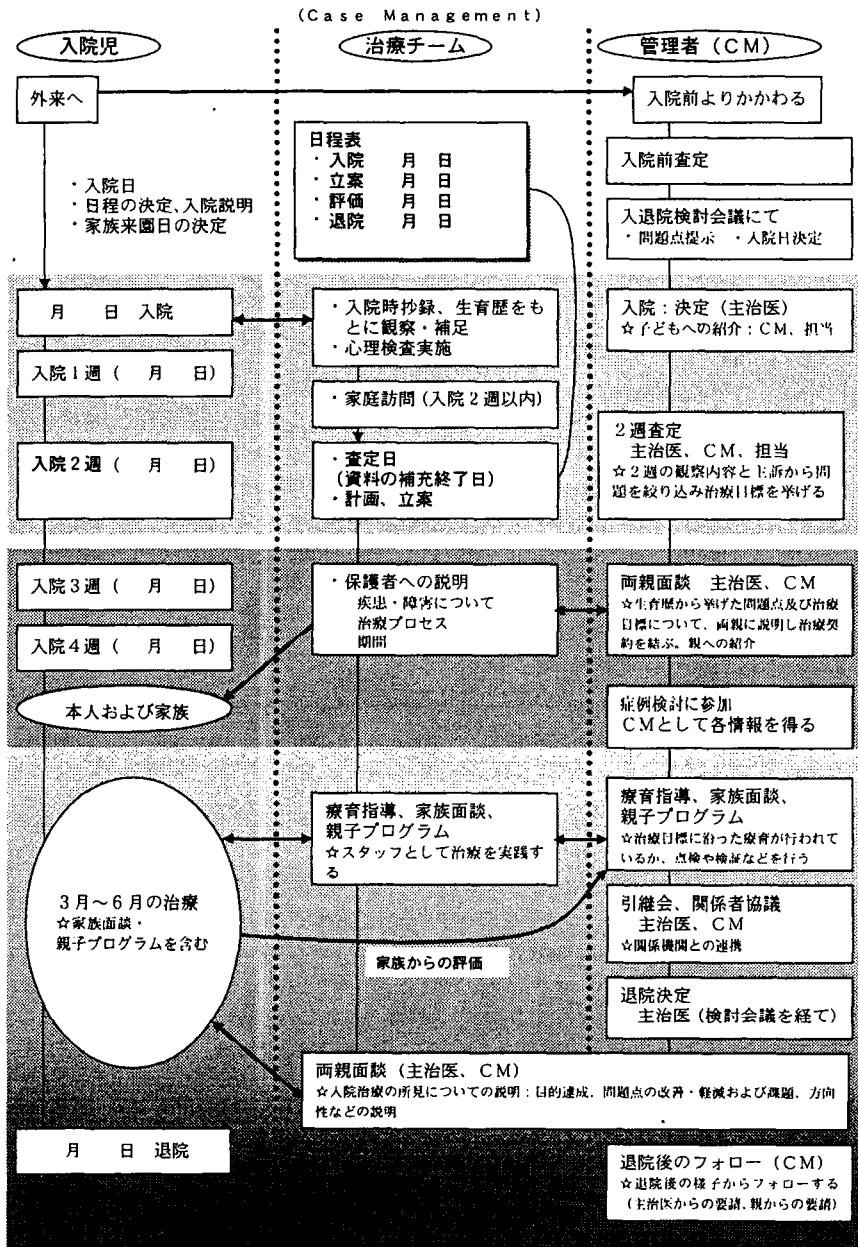 (Case Management)
入院児
治療チーム
管理者(CM)
外来へ
入院前よりかかわる
・入院日
・日程の決定、入院説明
・家族来園日の決定
日程表
・入院 月 日
・立案 月 日
・評価 月 日
・退院 月 日
入院前査定
入退院検討会議にて
・問題点提示 ・入院日決定
月 日 入院
・入院時抄録、生育歴をも
とに観察・補足
・心理検査実施
入院:決定(主治医)
☆子どもへの紹介:CM、担当
入院1週( 月 日)
・家庭訪問(入院2週以内)
入院2週( 月 日)
・査定日
(資料の補充終了日)
・計画、立案
2週査定
主治医、CM、担当
☆2週の観察内容と主訴から問
題を絞り込み治療目標を挙げる
入院3週( 月 日)
入院4週( 月 日)
本人および家族
・保護者への説明
疾患・障害について
治療プロセス
期間
両親面談 主治医、CM
☆生育歴から挙げた問題点及び治療
目標について、両親に説明し治療契
約を結ぶ。親への紹介
症例検討に参加
CMとして各情報を得る
3月~6月の治療
☆家族面談・
親子プログラムを含む
療育指導、家族面談、
親子プログラム
☆スタッフとして治療を実践す
る
療育指導、家族面談、
親子プログラム
☆治療目標に沿った療育が行われて
いるか、点検や検証などを行う
家族からの評価
引継会、関係者協議
主治医、CM
☆関係機関との連携
退院決定
主治医(検討会議を経て)
両親面談(主治医、CM)
☆入院治療の所見についての説明:目的達成、問題点の改善・軽減および課題、方向
性などの説明
月 日 退院
退院後のフォロー(CM)
☆退院後の様子からフォローする
(主治医からの要請、親からの要請)